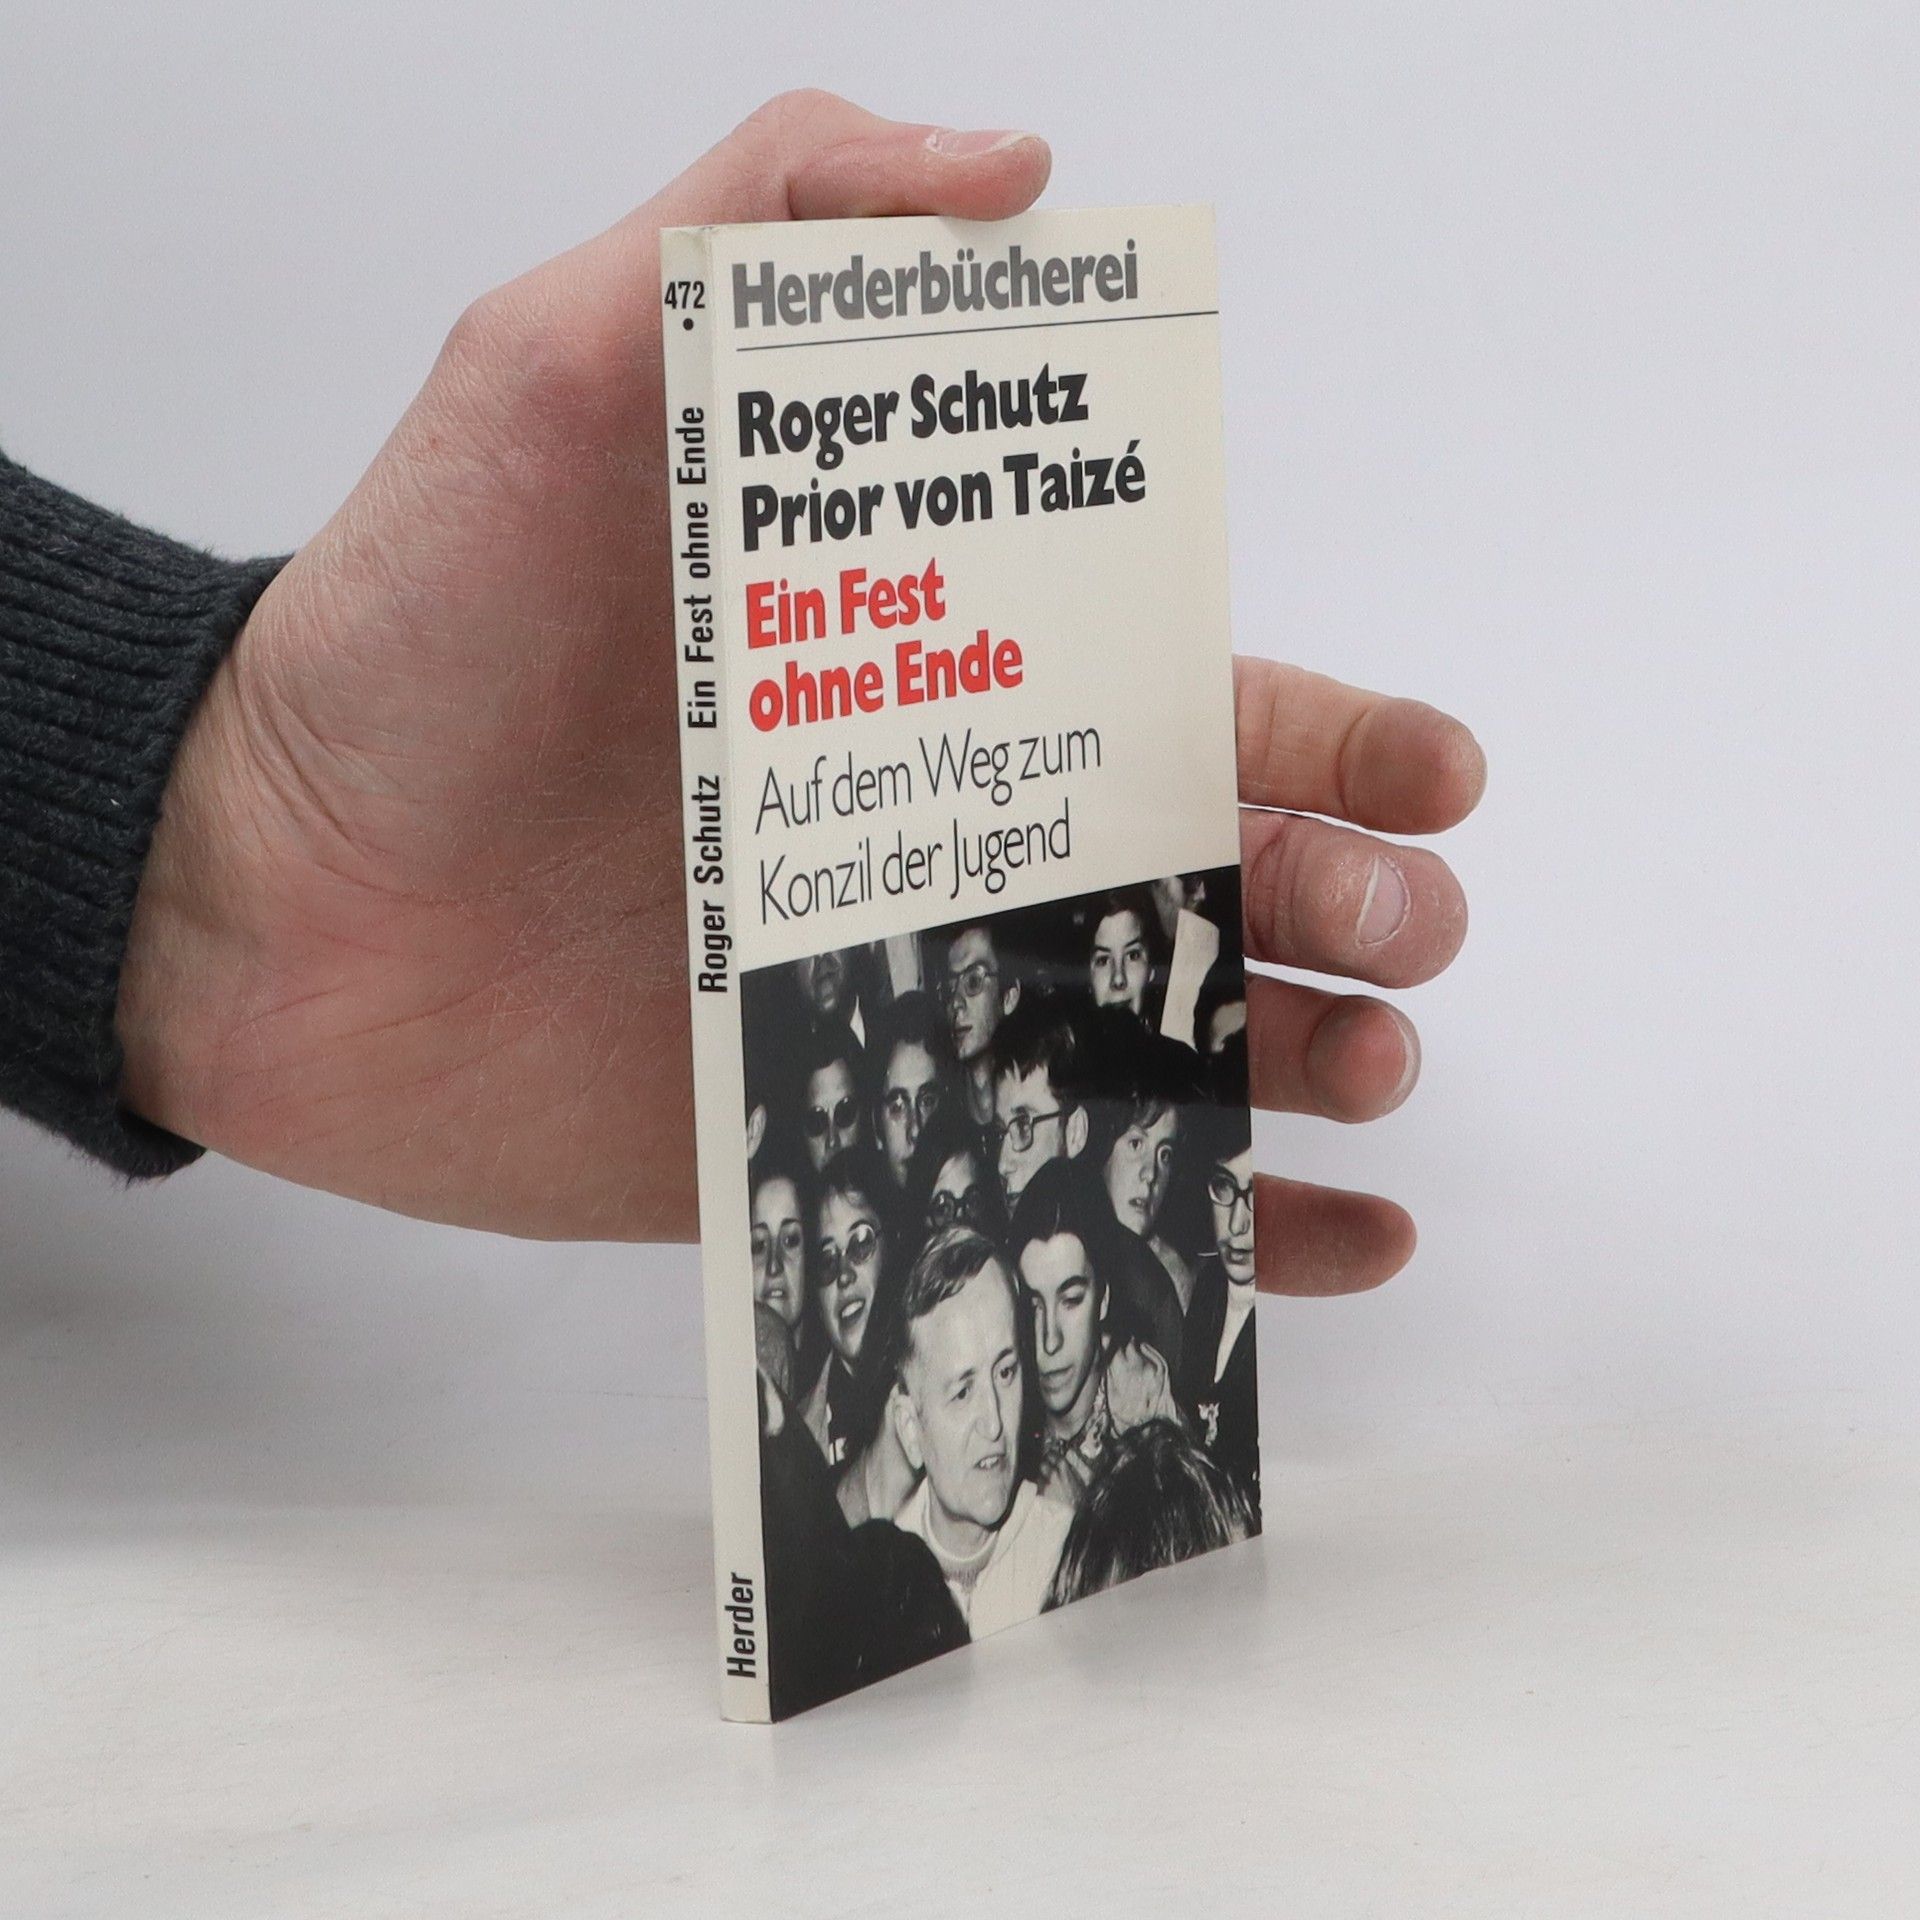 472
•
Roger Schutz Ein Fest ohne Ende
Herder
Herderbücherei
Roger Schutz
Prior von Taizé
Ein Fest
ohne Ende
Auf dem Weg zum
Konzil der Jugend